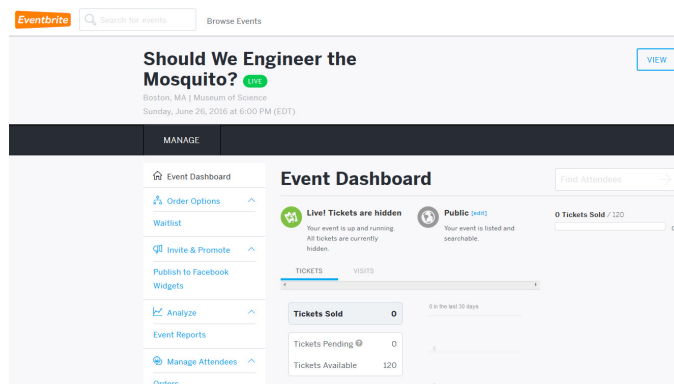 Eventbrite
Search for events
Browse Events
Should We Engineer the
Mosquito? LIVE
VIEW
Boston, MA | Museum of Science
Sunday, June 26, 2016 at 6:00 PM (EDT)
MANAGE
Event Dashboard
Order Options
Waitlist
Invite & Promote
Publish to Facebook
Widgets
Analyze
Event Reports
Manage Attendees
Orders
Event Dashboard
Find Attendees
Live! Tickets are hidden
Your event is up and running.
All tickets are currently
hidden.
Public [edit]
Your event is listed and
searchable.
0 Tickets Sold / 120
0
TICKETS VISITS
Tickets Sold 0
Tickets Pending 0
Tickets Available 120
0 in the last 30 days
0